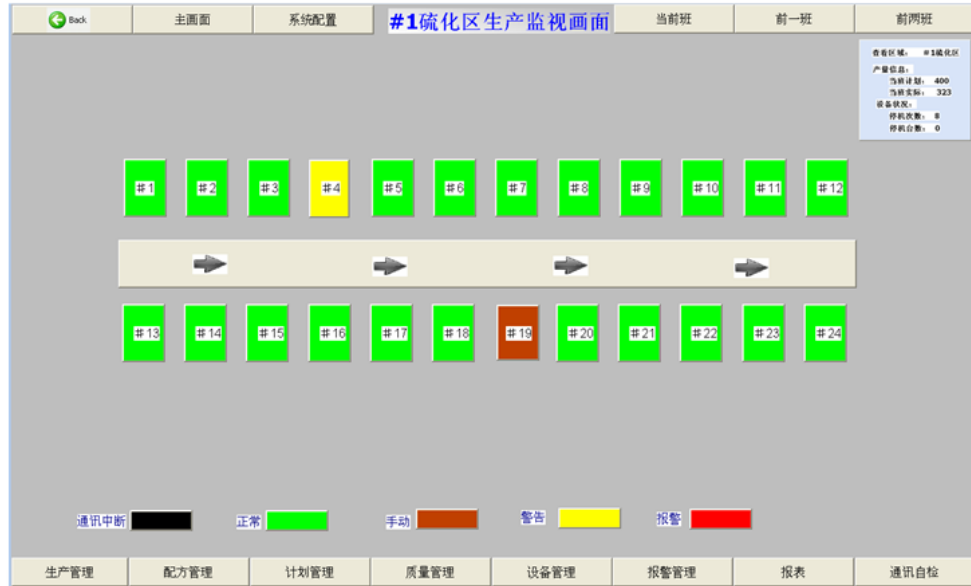 Back 主画面 系统配置 #1硫化区生产监视画面 当前班 前一班 前两班
查看区域: #1硫化区
产量信息:
当班计划: 400
当班实际: 323
设备状况:
停机次数: 8
停机台数: 0
#1 #2 #3 #4 #5 #6 #7 #8 #9 #10 #11 #12
#13 #14 #15 #16 #17 #18 #19 #20 #21 #22 #23 #24
通讯中断 正常 手动 警告 报警
生产管理 配方管理 计划管理 质量管理 设备管理 报警管理 报表 通讯自检